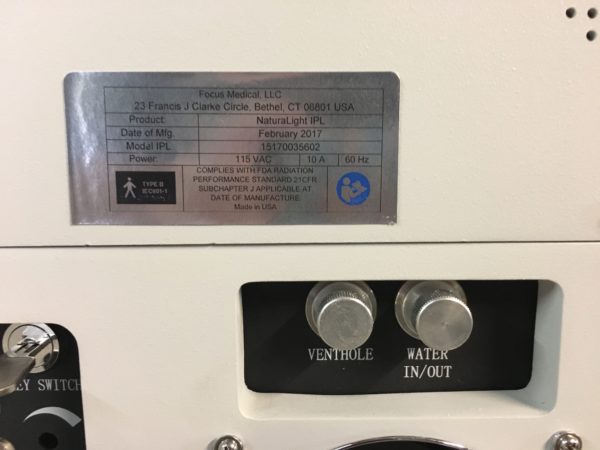 Focus Medical, LLC
23 Francis J Clarke Circle, Bethel, CT 06801 USA
Product: NaturaLight IPL
Date of Mfg. February 2017
Model IPL 15170035602
Power: 115 VAC 10 A 60 Hz
TYPE B
IEC601-1
COMPLIES WITH FDA RADIATION
PERFORMANCE STANDARD 21CFR
SUBCHAPTER J APPLICABLE AT
DATE OF MANUFACTURE
Made in USA
VENTHOLE
WATER
IN/OUT
EY SWITCH